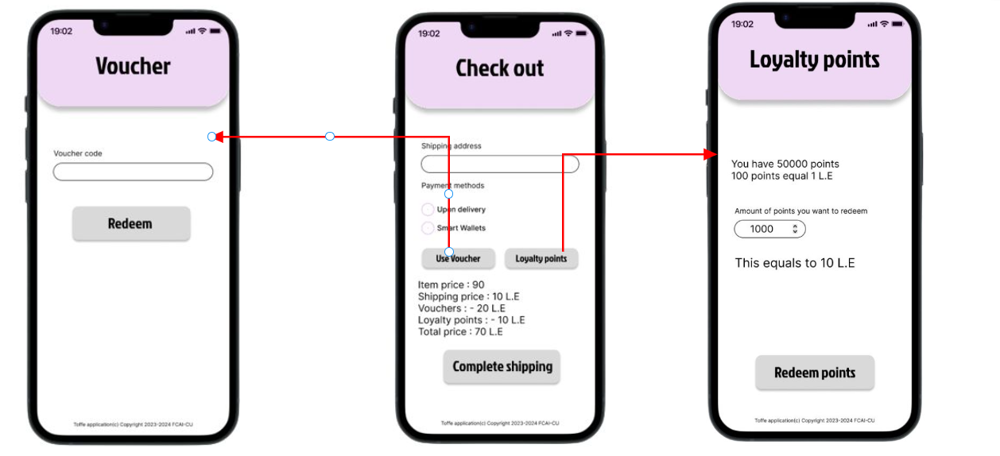 19:02
Voucher
Voucher code
Redeem
Toffe application(c) Copyright 2023-2024 FCAI-CU
19:02
Check out
Shipping address
Payment methods
Upon delivery
Smart Wallets
Use Voucher
Loyalty points
Item price : 90
Shipping price : 10 L.E
Vouchers : - 20 L.E
Loyalty points : - 10 L.E
Total price : 70 L.E
Complete shipping
Toffe application(c) Copyright 2023-2024 FCAI-CU
19:02
Loyalty points
You have 50000 points
100 points equal 1 L.E
Amount of points you want to redeem
1000
This equals to 10 L.E
Redeem points
Toffe application(c) Copyright 2023-2024 FCAI-CU